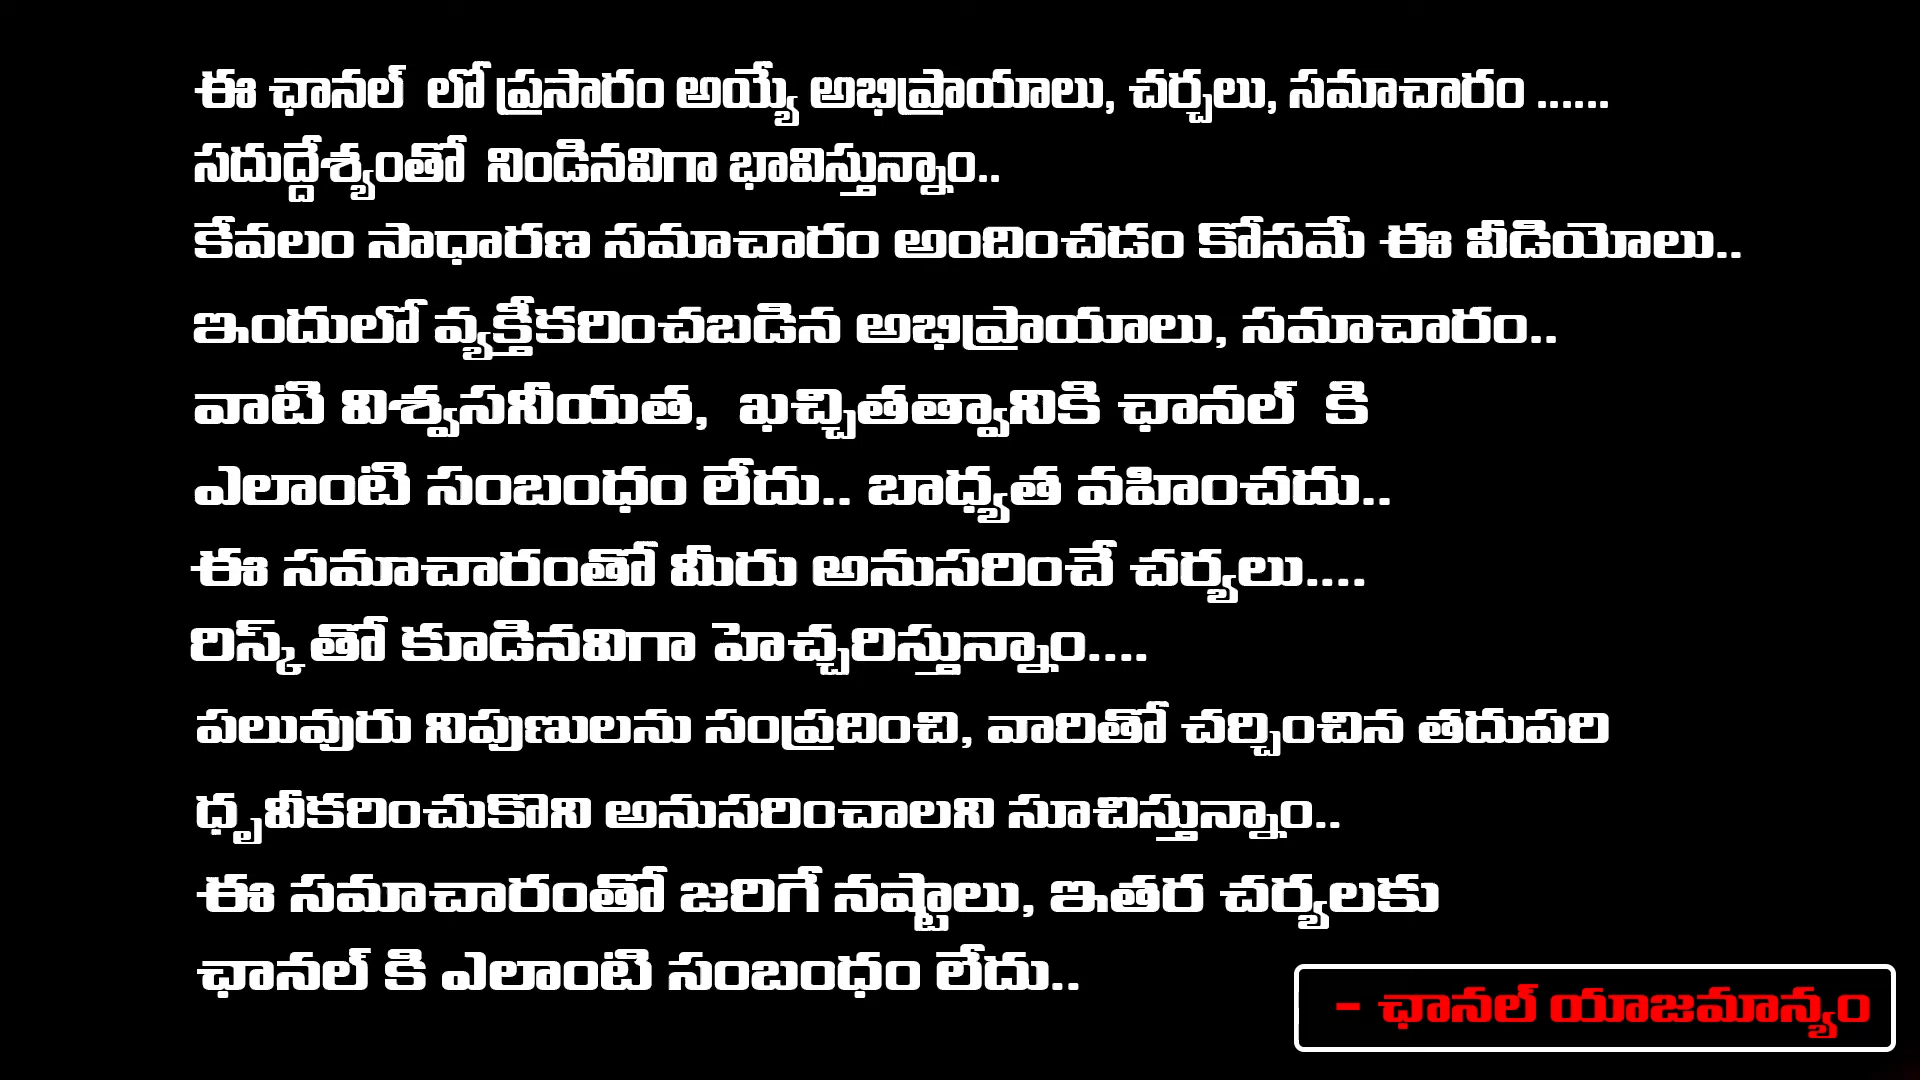 ఈ ఛానల్ లో ప్రసారం అయ్యే అభిప్రాయాలు, చర్చలు, సమాచారం ......
సదుద్దేశ్యంతో నిండినవిగా భావిస్తున్నాం..
కేవలం సాధారణ సమాచారం అందించడం కోసమే ఈ వీడియోలు..
ఇందులో వ్యక్తీకరించబడిన అభిప్రాయాలు, సమాచారం..
వాటి విశ్వసనీయత, ఖచ్చితత్వానికి ఛానల్ కి
ఎలాంటి సంబంధం లేదు.. బాధ్యత వహించదు..
ఈ సమాచారంతో మీరు అనుసరించే చర్యలు....
రిస్క్ తో కూడినవిగా హెచ్చరిస్తున్నాం....
పలువురు నిపుణులను సంప్రదించి, వారితో చర్చించిన తదుపరి
ధృవీకరించుకొని అనుసరించాలని సూచిస్తున్నాం..
ఈ సమాచారంతో జరిగే నష్టాలు, ఇతర చర్యలకు
ఛానల్ కి ఎలాంటి సంబంధం లేదు..
- ఛానల్ యాజమాన్యం